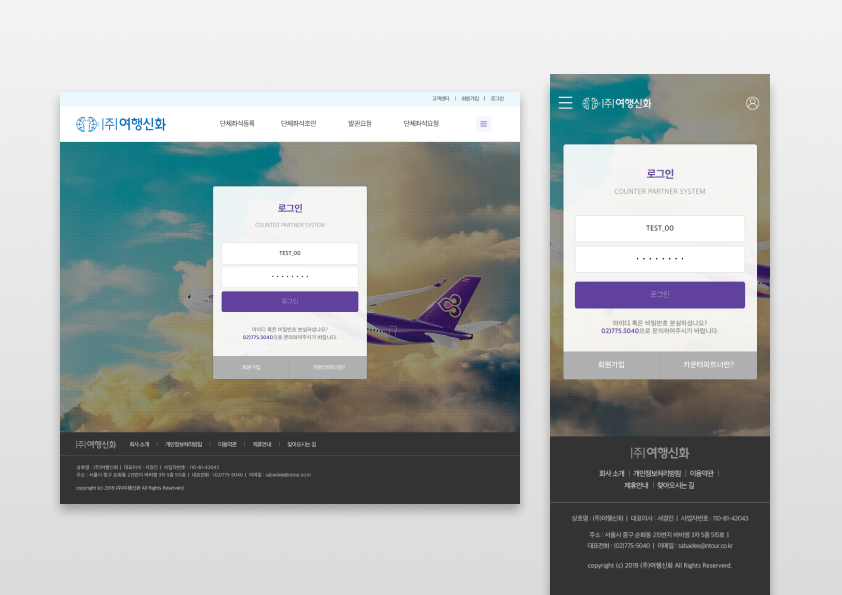 고객센터 | 회원가입 | 로그인
(주)여행신화
단체좌석등록 단체좌석조인 발권요청 단체좌석요청
로그인
COUNTER PARTNER SYSTEM
TEST_00
로그인
아이디 혹은 비밀번호 분실하셨나요?
02)775.5040으로 문의하여주시기 바랍니다.
회원가입 카운터파트너란?
(주)여행신화 회사 소개 | 개인정보처리방침 | 이용약관 | 제휴안내 | 찾아오시는 길
상호명 : (주)여행신화 | 대표이사 : 서경진 | 사업자번호 : 110-81-42043
주소 : 서울시 중구 순화동 215번지 바비엥 3차 5층 515호 | 대표전화 : (02)775-5040 | 이메일 : sabaidee@ntour.co.kr
copyright (c) 2019 (주)여행신화 All Rights Reserverd.
(주)여행신화
로그인
COUNTER PARTNER SYSTEM
TEST_00
로그인
아이디 혹은 비밀번호 분실하셨나요?
02)775.5040으로 문의하여주시기 바랍니다.
회원가입 카운터파트너란?
(주)여행신화
회사 소개 | 개인정보처리방침 | 이용약관 |
제휴안내 | 찾아오시는 길
상호명 : (주)여행신화 | 대표이사 : 서경진 | 사업자번호 : 110-81-42043
주소 : 서울시 중구 순화동 215번지 바비엥 3차 5층 515호 |
대표전화 : (02)775-5040 | 이메일 : sabaidee@ntour.co.kr
copyright (c) 2019 (주)여행신화 All Rights Reserverd.